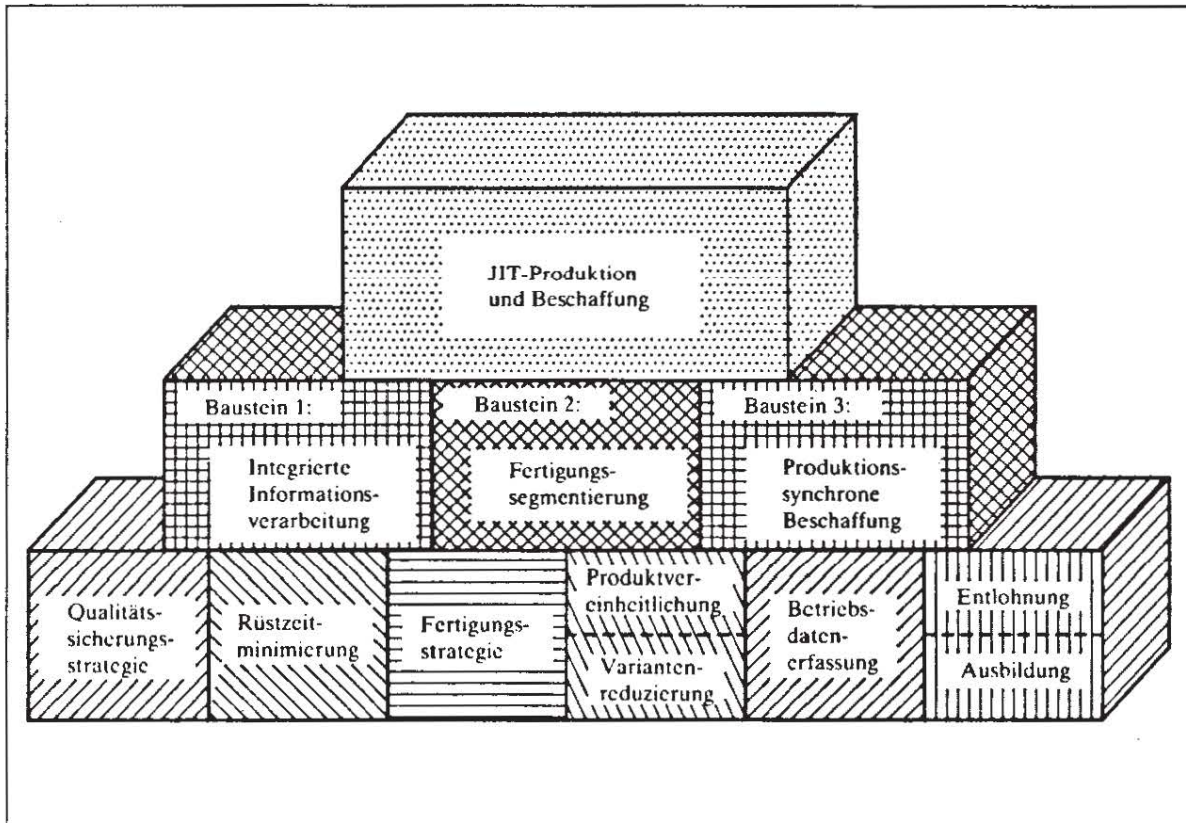 JIT-Produktion
und Beschaffung
Baustein 1:
Integrierte
Informations-
verarbeitung
Baustein 2:
Fertigungs-
segmentierung
Baustein 3:
Produktions-
synchrone
Beschaffung
Qualitäts-
sicherungs-
strategie
Rüstzeit-
minimierung
Fertigungs-
strategie
Produktver-
einheitlichung
Varianten-
reduzierung
Betriebs-
daten-
erfassung
Entlohnung
Ausbildung